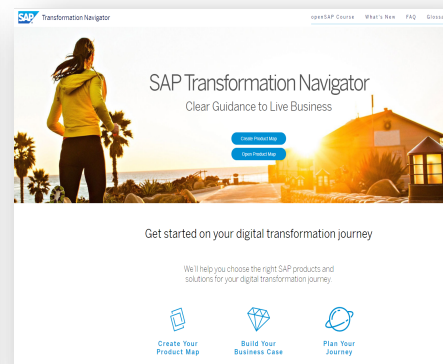 SAP Transformation Navigator
openSAP Course What's New FAQ
SAP Transformation Navigator
Clear Guidance to Live Business
Create Product Map
Open Product Map
Get started on your digital transformation journey
We'll help you choose the right SAP products and
solutions for your digital transformation journey.
Create Your Build Your Plan Your
Product Map Business Case Journey